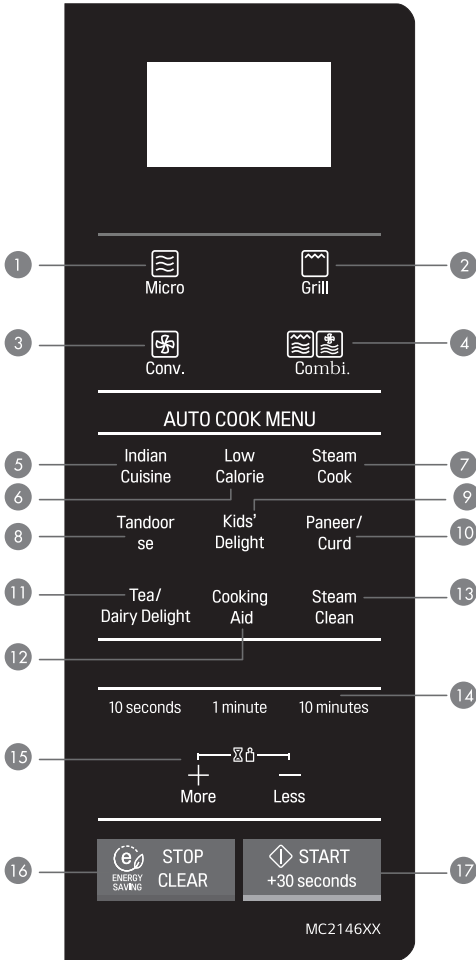 1 Micro
2 Grill
3 Conv.
4 Combi.
AUTO COOK MENU
5 Indian
Cuisine
6 Low
Calorie
7 Steam
Cook
8 Tandoor
se
9 Kids'
Delight
10 Paneer/
Curd
11 Tea/
Dairy Delight
12 Cooking
Aid
13 Steam
Clean
14
10 seconds 1 minute 10 minutes
15
More Less
16 e
ENERGY
SAVING
STOP
CLEAR
17 START
+30 seconds
MC2146XX